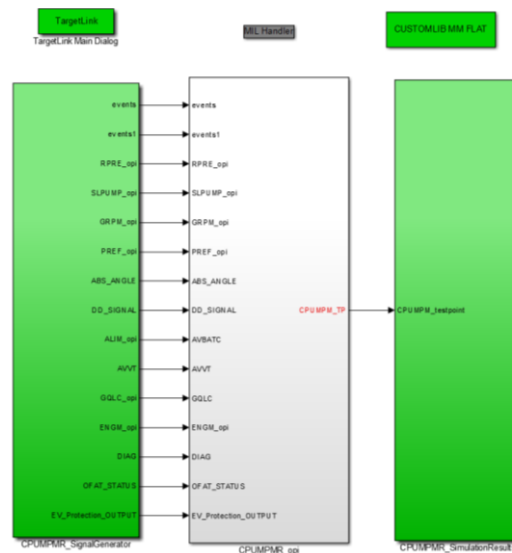 TargetLink
TargetLink Main Dialog
MIL Handler
CUSTOMLIB MM FLAT
events
events1
RPRE_opi
SLPUMP_opi
GRPM_opi
PREF_opi
ABS_ANGLE
DD_SIGNAL
ALIM_opi
AVVT
GQLC_opi
ENGM_opi
DIAG
OFAT_STATUS
EV_Protection_OUTPUT
CPUMPMR_SignalGenerator
events
events1
RPRE_opi
SLPUMP_opi
GRPM_opi
PREF_opi
ABS_ANGLE
DD_SIGNAL
AVBATC
AVVT
GQLC
ENGM_opi
DIAG
OFAT_STATUS
EV_Protection_OUTPUT
CPUMPM_TP
CPUMPMR_opi
CPUMPM_testpoint
CPUMPMR_SimulationResult